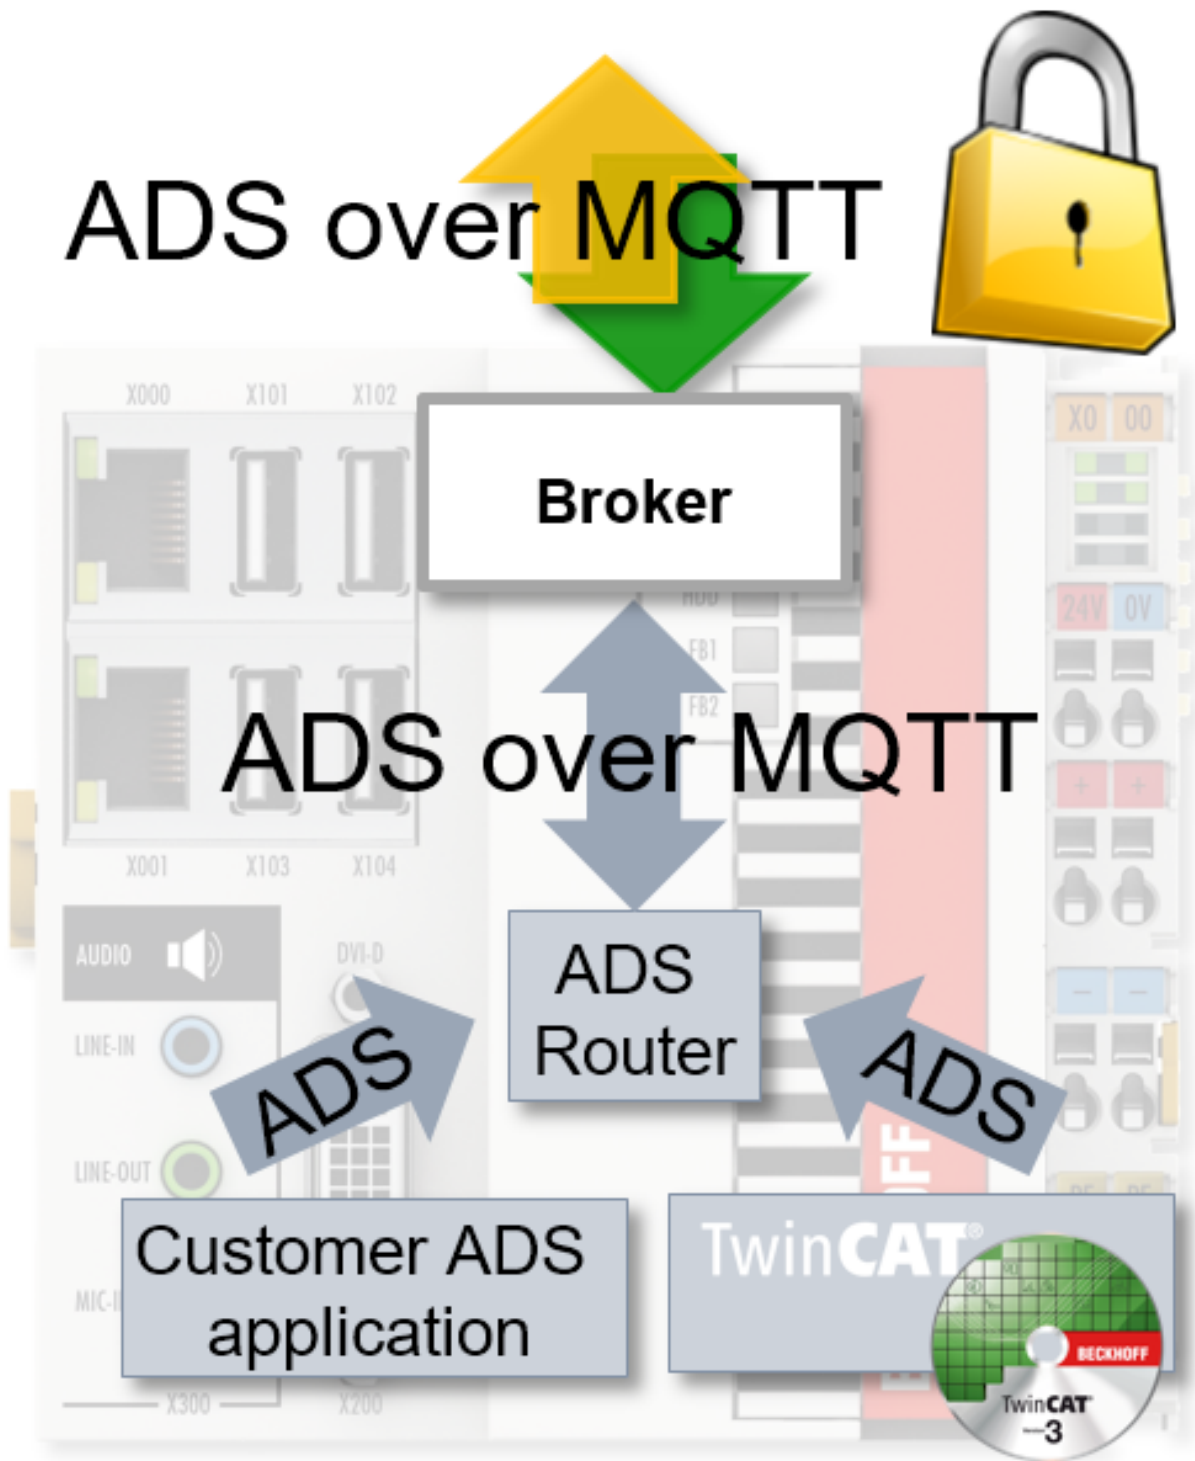 ADS over MQTT
X000
X101
X102
X0 00
Broker
HDD
24V 0V
FB1
FB2
ADS over MQTT
+ +
X001
X103
X104
AUDIO
DVI-D
ADS
Router
− −
LINE-IN
ADS
ADS
LINE-OUT
Customer ADS
application
TwinCAT®
BECKHOFF
TwinCAT®
3
X300
X200